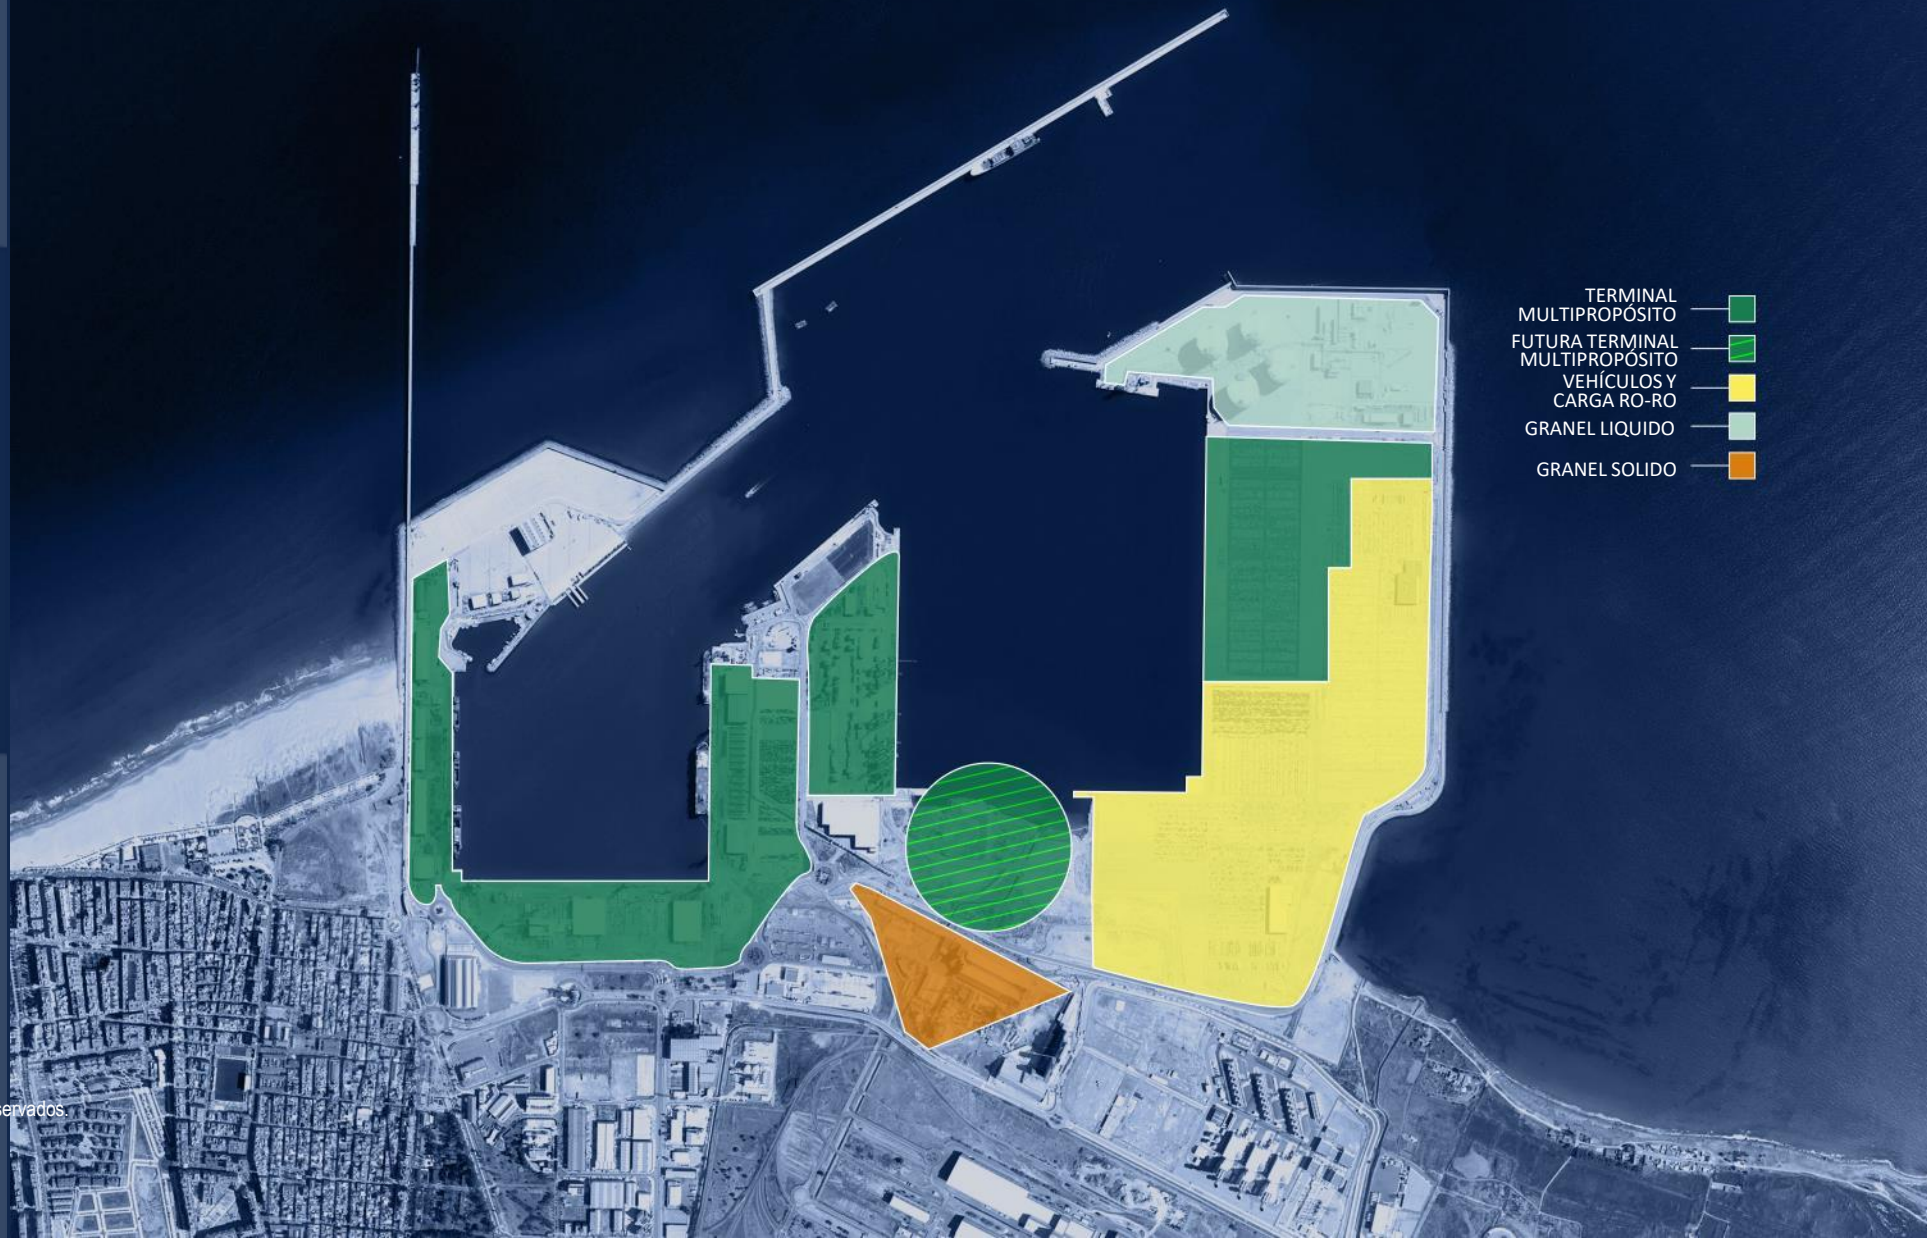 TERMINAL
MULTIPROPÓSITO
FUTURA TERMINAL
MULTIPROPÓSITO
VEHÍCULOS Y
CARGA RO-RO
GRANEL LIQUIDO
GRANEL SOLIDO
servados.